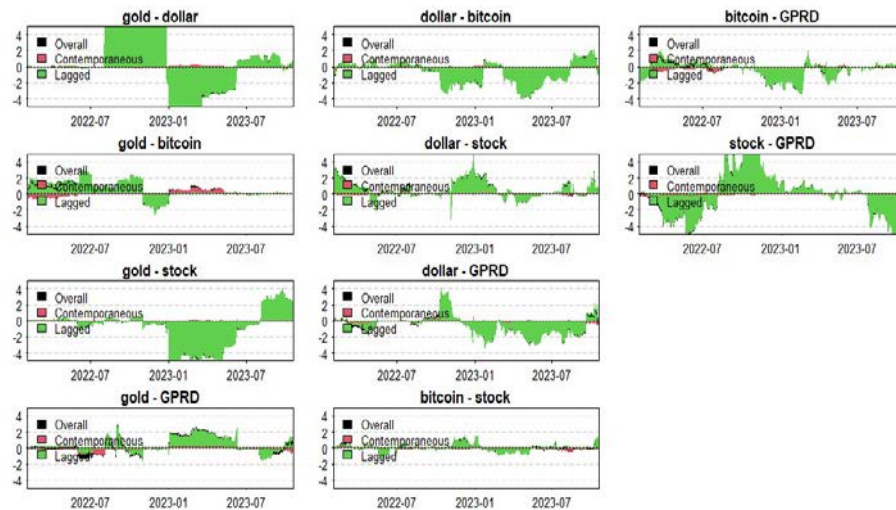 gold - dollar
4
2
0
-2
-4
Overall
Contemporaneous
Lagged
2022-07 2023-01 2023-07
dollar - bitcoin
4
2
0
-2
-4
Overall
Contemporaneous
Lagged
2022-07 2023-01 2023-07
bitcoin - GPRD
4
2
0
-2
-4
Overall
Contemporaneous
Lagged
2022-07 2023-01 2023-07
gold - bitcoin
4
2
0
-2
-4
Overall
Contemporaneous
Lagged
2022-07 2023-01 2023-07
dollar - stock
4
2
0
-2
-4
Overall
Contemporaneous
Lagged
2022-07 2023-01 2023-07
stock - GPRD
4
2
0
-2
-4
Overall
Contemporaneous
Lagged
2022-07 2023-01 2023-07
gold - stock
4
2
0
-2
-4
Overall
Contemporaneous
Lagged
2022-07 2023-01 2023-07
dollar - GPRD
4
2
0
-2
-4
Overall
Contemporaneous
Lagged
2022-07 2023-01 2023-07
gold - GPRD
4
2
0
-2
-4
Overall
Contemporaneous
Lagged
2022-07 2023-01 2023-07
bitcoin - stock
4
2
0
-2
-4
Overall
Contemporaneous
Lagged
2022-07 2023-01 2023-07